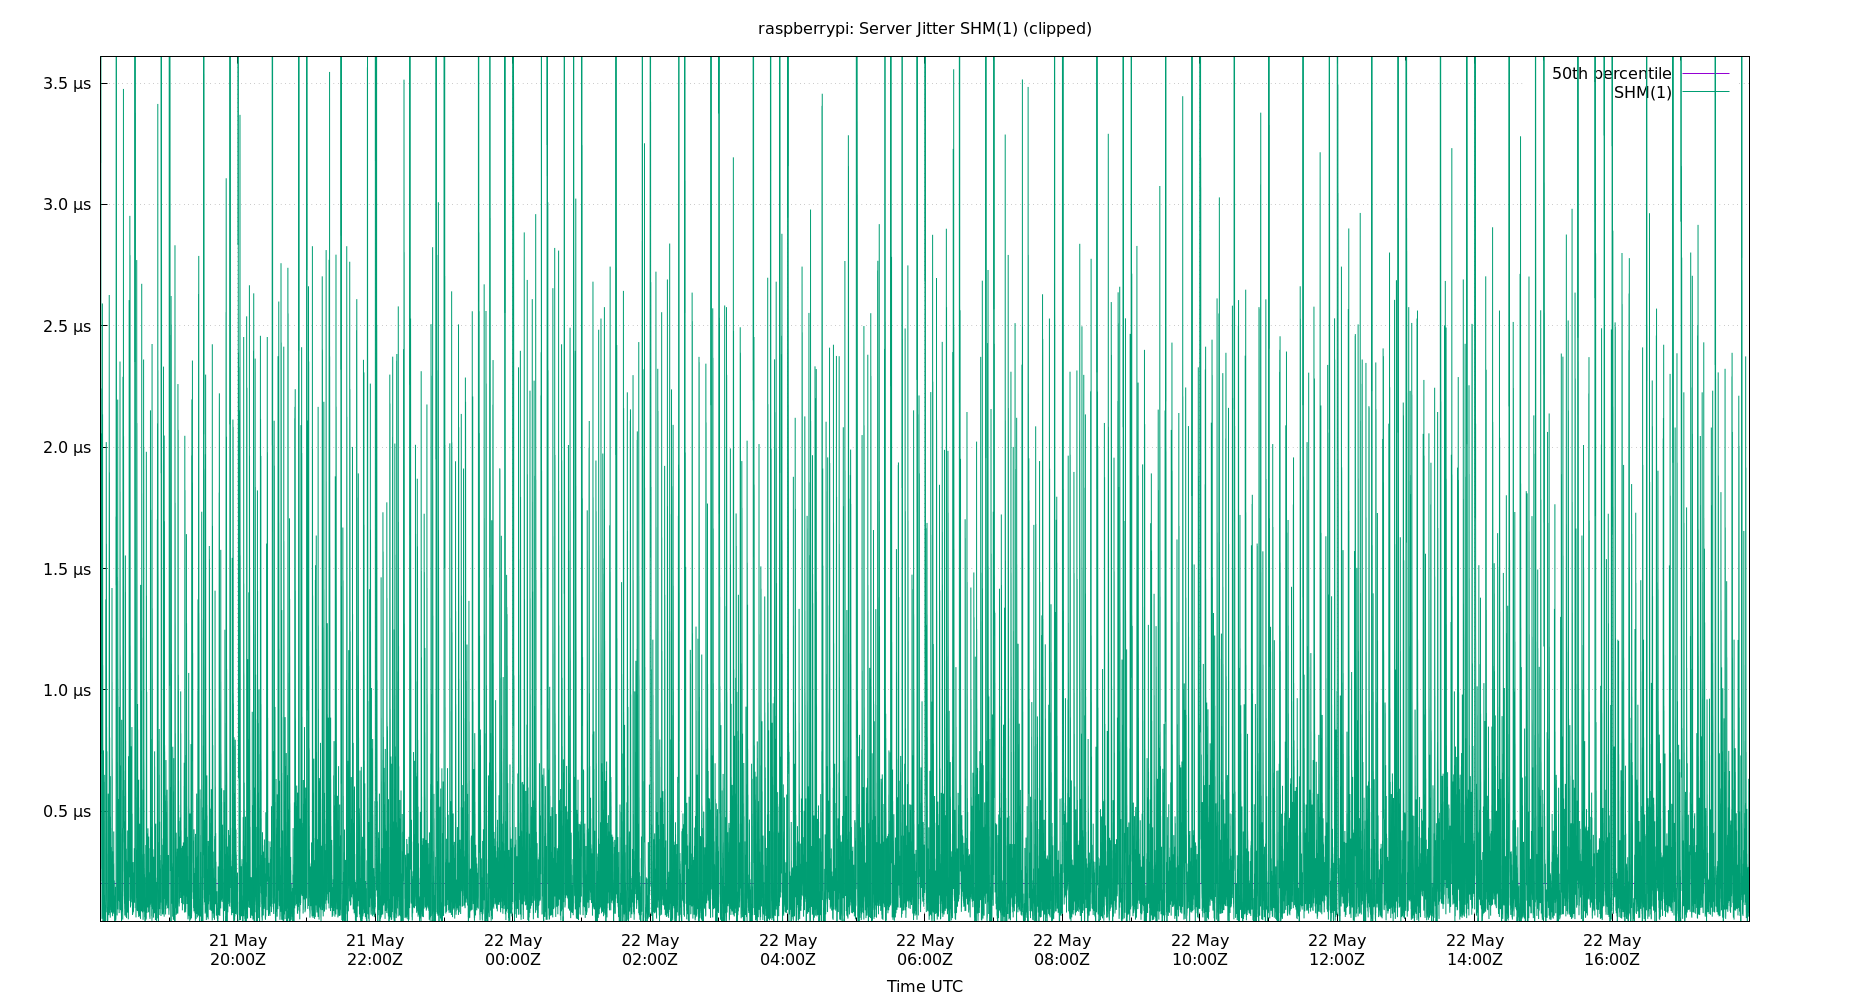 raspberrypi: Server Jitter SHM(1) (clipped)
50th percentile
SHM(1)
3.5 µs
3.0 µs
2.5 µs
2.0 µs
1.5 µs
1.0 µs
0.5 µs
21 May 21 May 22 May 22 May 22 May 22 May 22 May 22 May 22 May 22 May 22 May
20:00Z 22:00Z 00:00Z 02:00Z 04:00Z 06:00Z 08:00Z 10:00Z 12:00Z 14:00Z 16:00Z
Time UTC